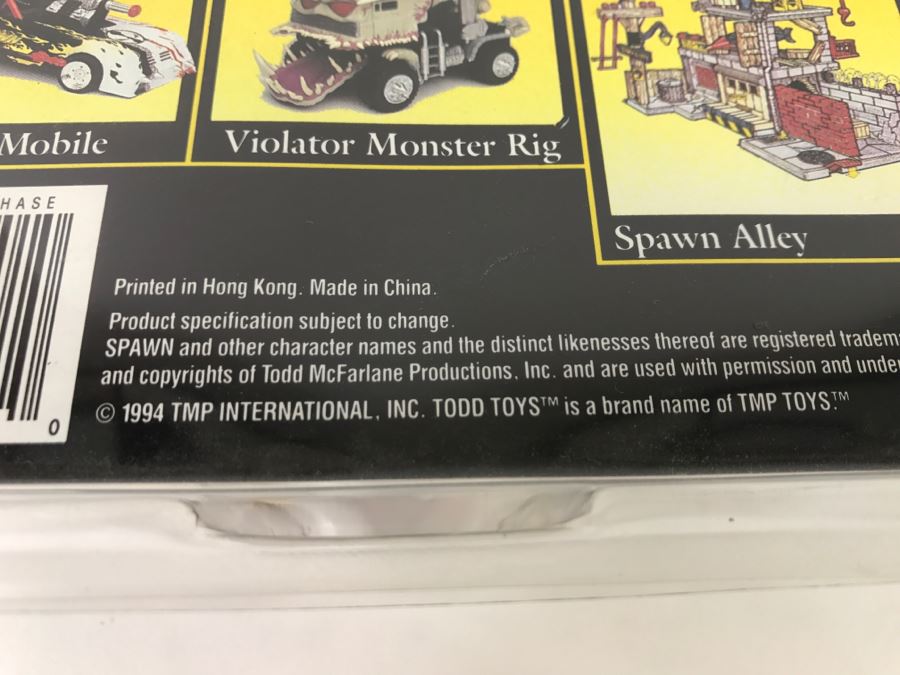 Mobile
Violator Monster Rig
Spawn Alley
HASE
0
Printed in Hong Kong. Made in China.
Product specification subject to change.
SPAWN and other character names and the distinct likenesses thereof are registered tradem
and copyrights of Todd McFarlane Productions, Inc. and are used with permission and unde
© 1994 TMP INTERNATIONAL, INC. TODD TOYS™ is a brand name of TMP TOYS.™